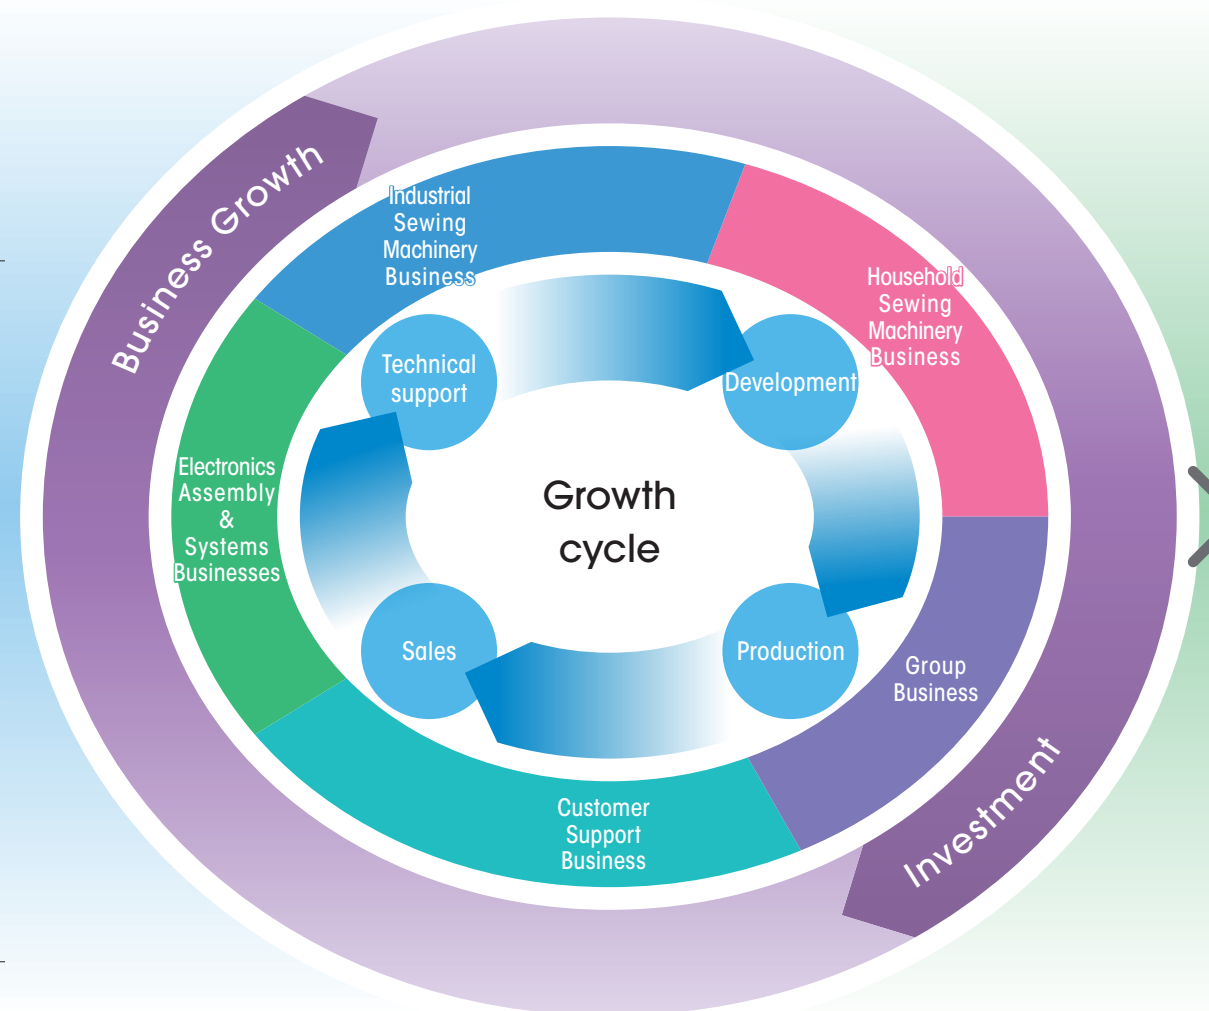 Business Growth
Industrial
Sewing
Machinery
Business
Household
Sewing
Machinery
Business
Technical
support
Development
Growth
cycle
Electronics
Assembly
&
Systems
Businesses
Sales
Production
Group
Business
Customer
Support
Business
Investment